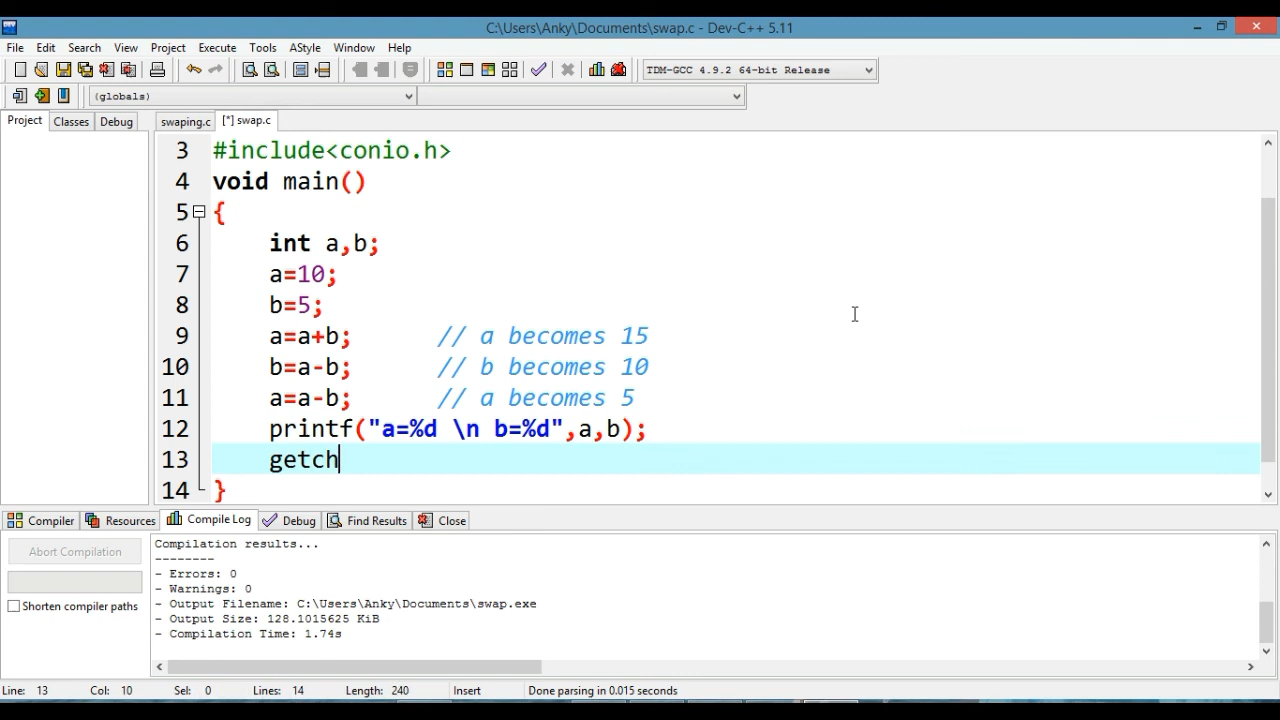 C:\Users\Anky\Documents\swap.c - Dev-C++ 5.11
File Edit Search View Project Execute Tools AStyle Window Help
TDM-GCC 4.9.2 64-bit Release
(globals)
Project Classes Debug swaping.c [*] swap.c
3 #include<conio.h>
4 void main()
5 {
6 int a,b;
7 a=10;
8 b=5;
9 a=a+b; // a becomes 15
10 b=a-b; // b becomes 10
11 a=a-b; // a becomes 5
12 printf("a=%d \n b=%d",a,b);
13 getch
14 }
Compiler Resources Compile Log Debug Find Results Close
Abort Compilation
Shorten compiler paths
Compilation results...
--------
- Errors: 0
- Warnings: 0
- Output Filename: C:\Users\Anky\Documents\swap.exe
- Output Size: 128.1015625 KiB
- Compilation Time: 1.74s
Line: 13 Col: 10 Sel: 0 Lines: 14 Length: 240 Insert Done parsing in 0.015 seconds